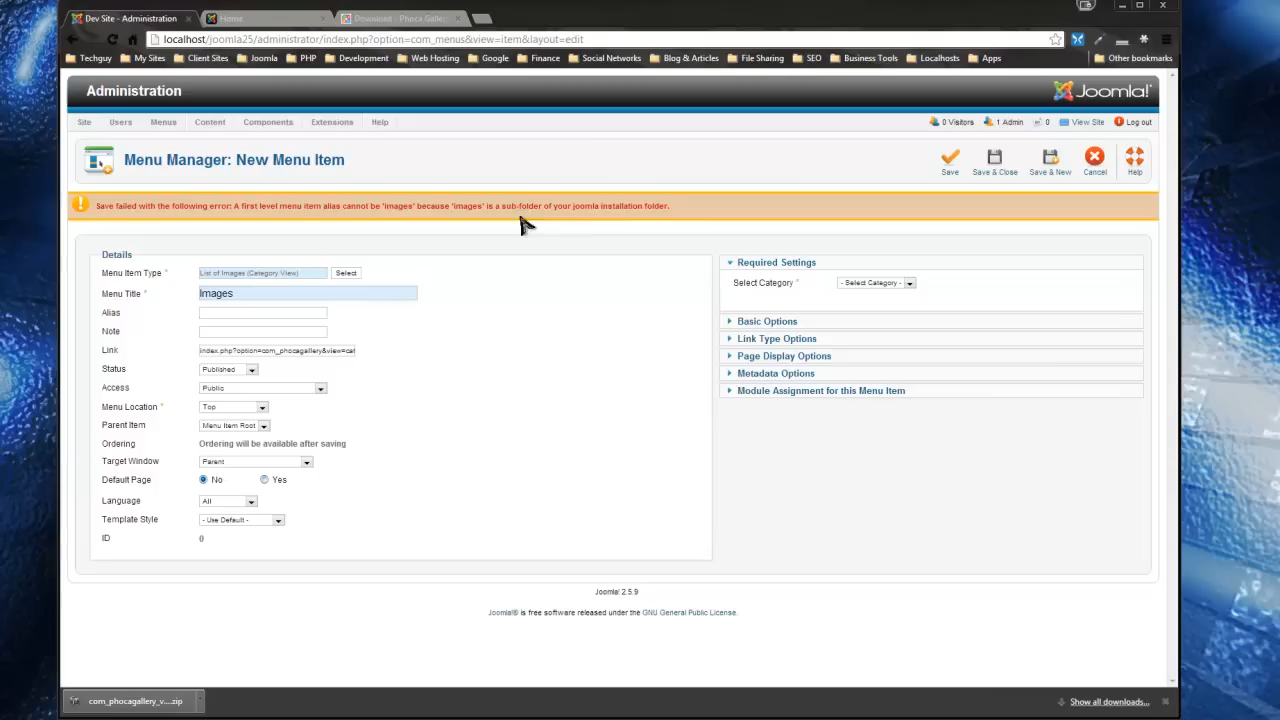 Dev Site - Administration
Home
Download - Phoca Galler
localhost/joomla25/administrator/index.php?option=com_menus&view=item&layout=edit
Techguy My Sites Client Sites Joomla PHP Development Web Hosting Google Finance Social Networks Blog & Articles File Sharing SEO Business Tools Localhosts Apps Other bookmarks
Administration
Joomla!
Site Users Menus Content Components Extensions Help
0 Visitors 1 Admin 0 View Site Log out
Menu Manager: New Menu Item
Save Save & Close Save & New Cancel Help
Save failed with the following error: A first level menu item alias cannot be 'images' because 'images' is a sub-folder of your joomla installation folder.
Details
Menu Item Type * List of Images (Category View) Select
Menu Title * Images
Alias
Note
Link index.php?option=com_phocagallery&view=cat
Status Published
Access Public
Menu Location * Top
Parent Item Menu Item Root
Ordering Ordering will be available after saving
Target Window Parent
Default Page No Yes
Language All
Template Style - Use Default -
ID 0
Required Settings
Select Category * - Select Category -
Basic Options
Link Type Options
Page Display Options
Metadata Options
Module Assignment for this Menu Item
Joomla! 2.5.9
Joomla!® is free software released under the GNU General Public License.
com_phocagallery_v....zip
Show all downloads...